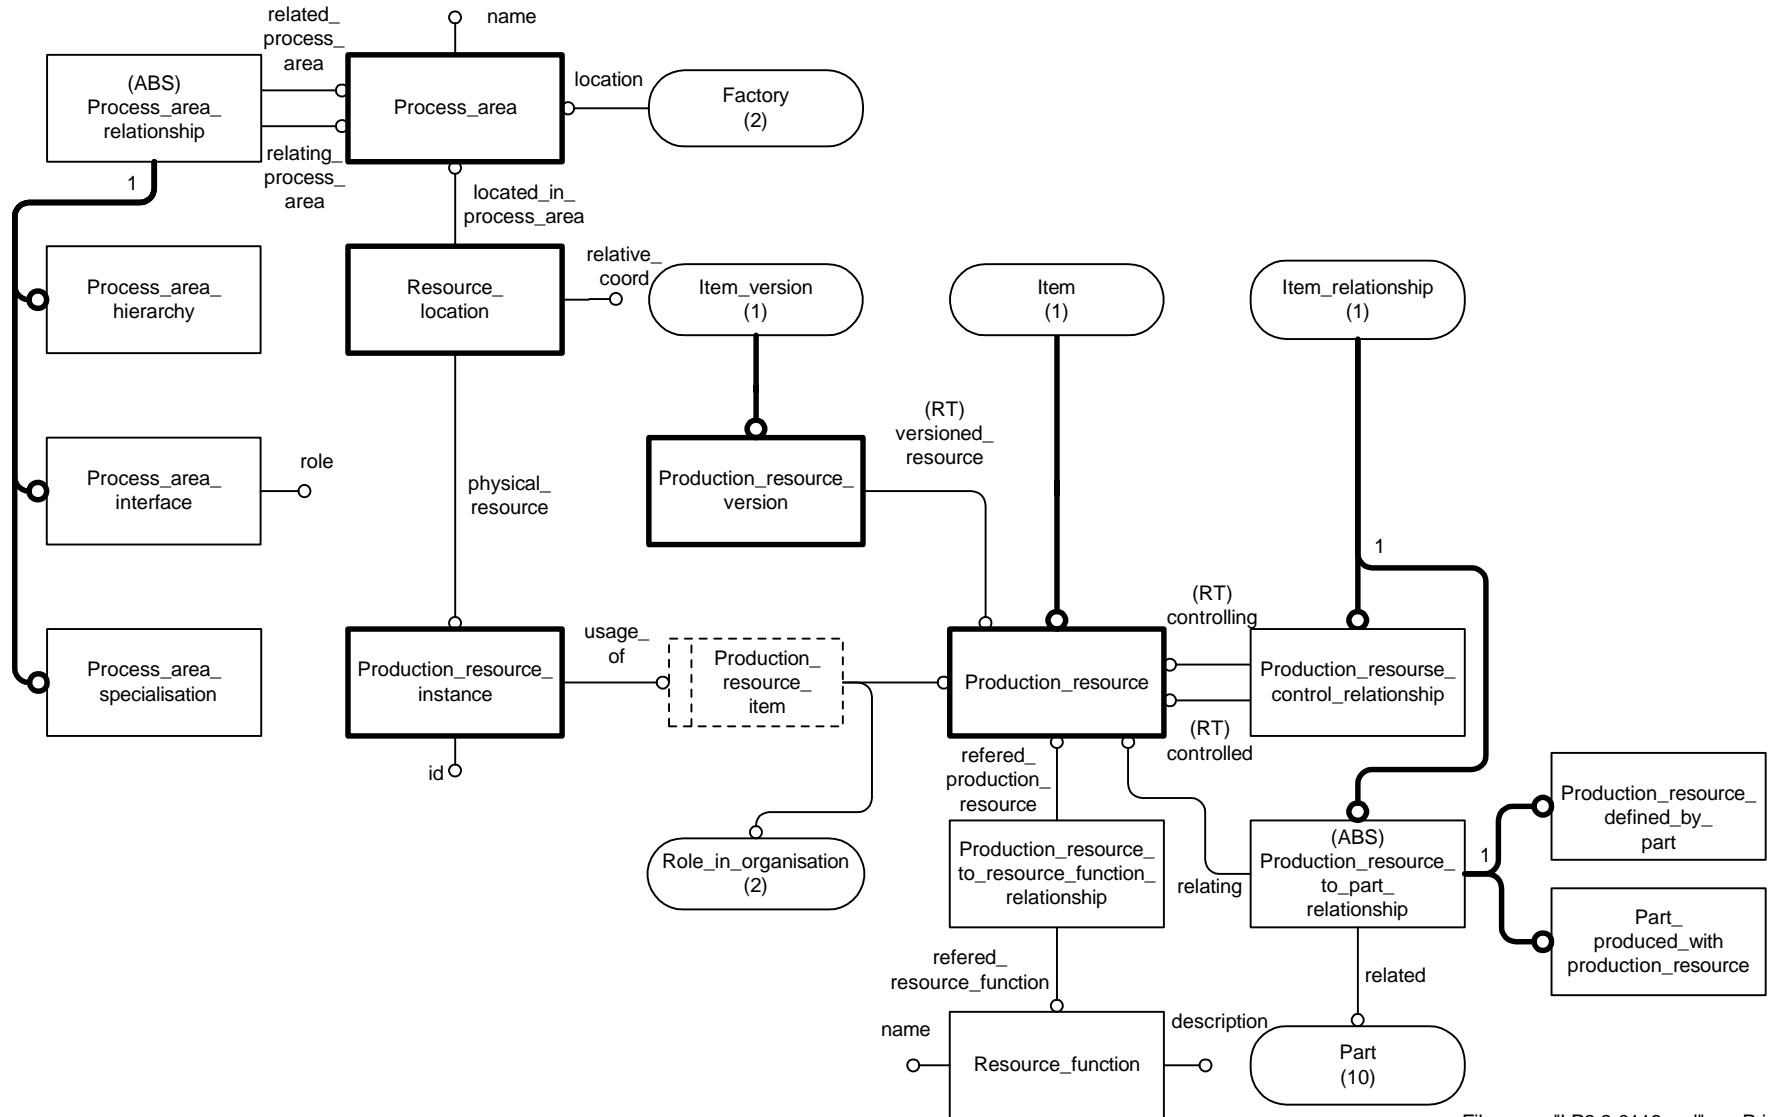 related_
process_
area
name
(ABS)
Process_area_
relationship
Process_area
location
Factory
(2)
relating_
process_
area
1
located_in_
process_area
Process_area_
hierarchy
Resource_
location
relative_
coord
Item_version
(1)
Item
(1)
Item_relationship
(1)
(RT)
versioned_
resource
Process_area_
interface
role
physical_
resource
Production_resource_
version
1
Process_area_
specialisation
Production_resource_
instance
usage_
of
Production_
resource_
item
Production_resource
(RT)
controlling
Production_resourse_
control_relationship
(RT)
controlled
id
refered_
production_
resource
Role_in_organisation
(2)
Production_resource_
to_resource_function_
relationship
relating
(ABS)
Production_resource_
to_part_
relationship
1
Production_resource_
defined_by_
part
Part_
produced_with
production_resource
refered_
resource_function
related
name
Resource_function
description
Part
(10)